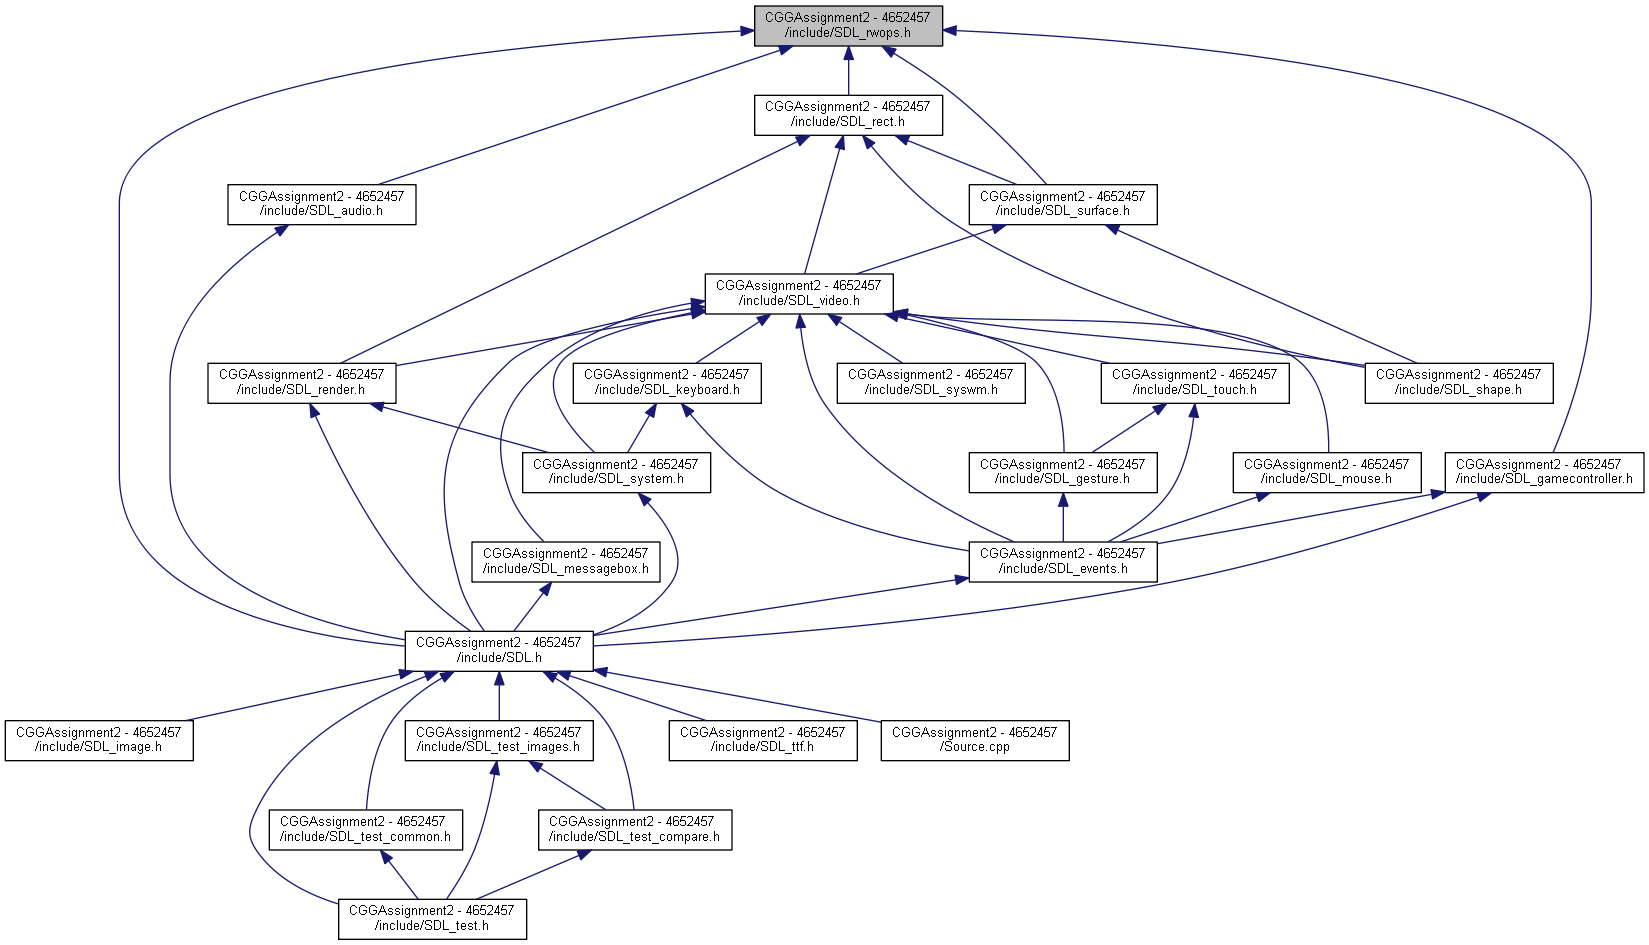 CGGAssignment2 - 4652457
/include/SDL_rwops.h
CGGAssignment2 - 4652457
/include/SDL_rect.h
CGGAssignment2 - 4652457
/include/SDL_audio.h
CGGAssignment2 - 4652457
/include/SDL_surface.h
CGGAssignment2 - 4652457
/include/SDL_video.h
CGGAssignment2 - 4652457
/include/SDL_render.h
CGGAssignment2 - 4652457
/include/SDL_keyboard.h
CGGAssignment2 - 4652457
/include/SDL_syswm.h
CGGAssignment2 - 4652457
/include/SDL_touch.h
CGGAssignment2 - 4652457
/include/SDL_shape.h
CGGAssignment2 - 4652457
/include/SDL_system.h
CGGAssignment2 - 4652457
/include/SDL_gesture.h
CGGAssignment2 - 4652457
/include/SDL_mouse.h
CGGAssignment2 - 4652457
/include/SDL_gamecontroller.h
CGGAssignment2 - 4652457
/include/SDL_messagebox.h
CGGAssignment2 - 4652457
/include/SDL_events.h
CGGAssignment2 - 4652457
/include/SDL.h
CGGAssignment2 - 4652457
/include/SDL_image.h
CGGAssignment2 - 4652457
/include/SDL_test_images.h
CGGAssignment2 - 4652457
/include/SDL_ttf.h
CGGAssignment2 - 4652457
/Source.cpp
CGGAssignment2 - 4652457
/include/SDL_test_common.h
CGGAssignment2 - 4652457
/include/SDL_test_compare.h
CGGAssignment2 - 4652457
/include/SDL_test.h